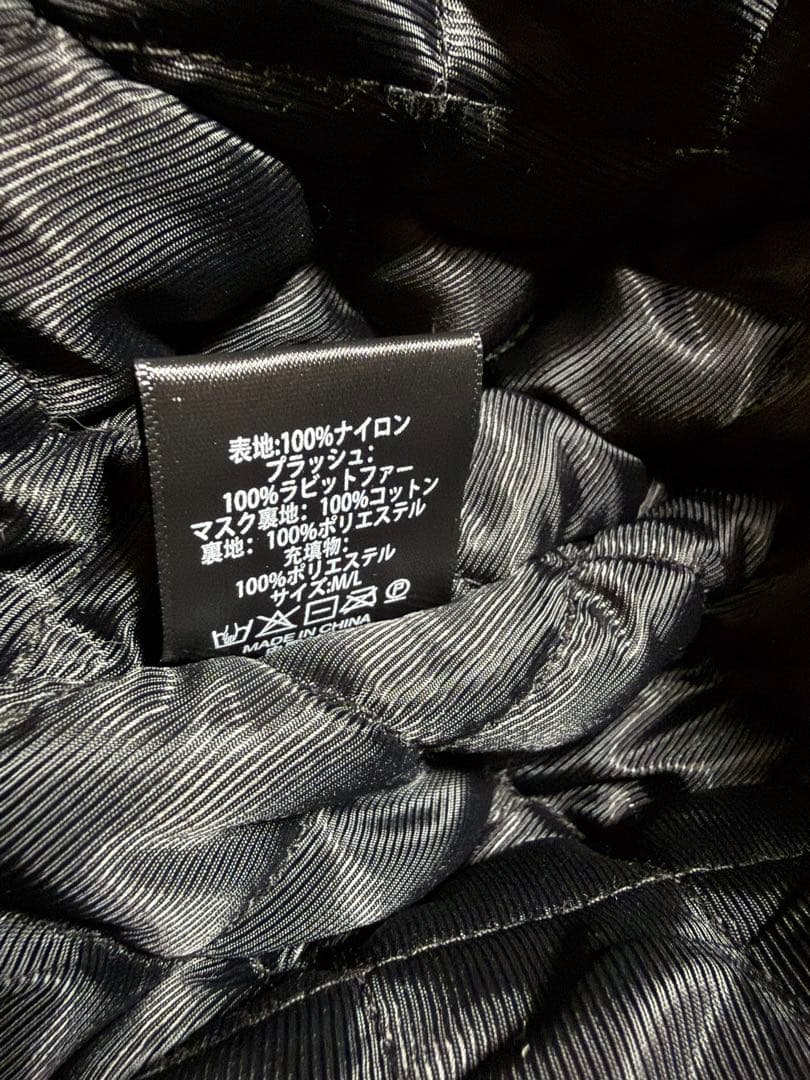 表地:100%ナイロン
プラッシュ:
100%ラビットファー
マスク裏地: 100%コットン
裏地: 100%ポリエステル
充填物:
100%ポリエステル
サイズ:M/L
P
MADE IN CHINA